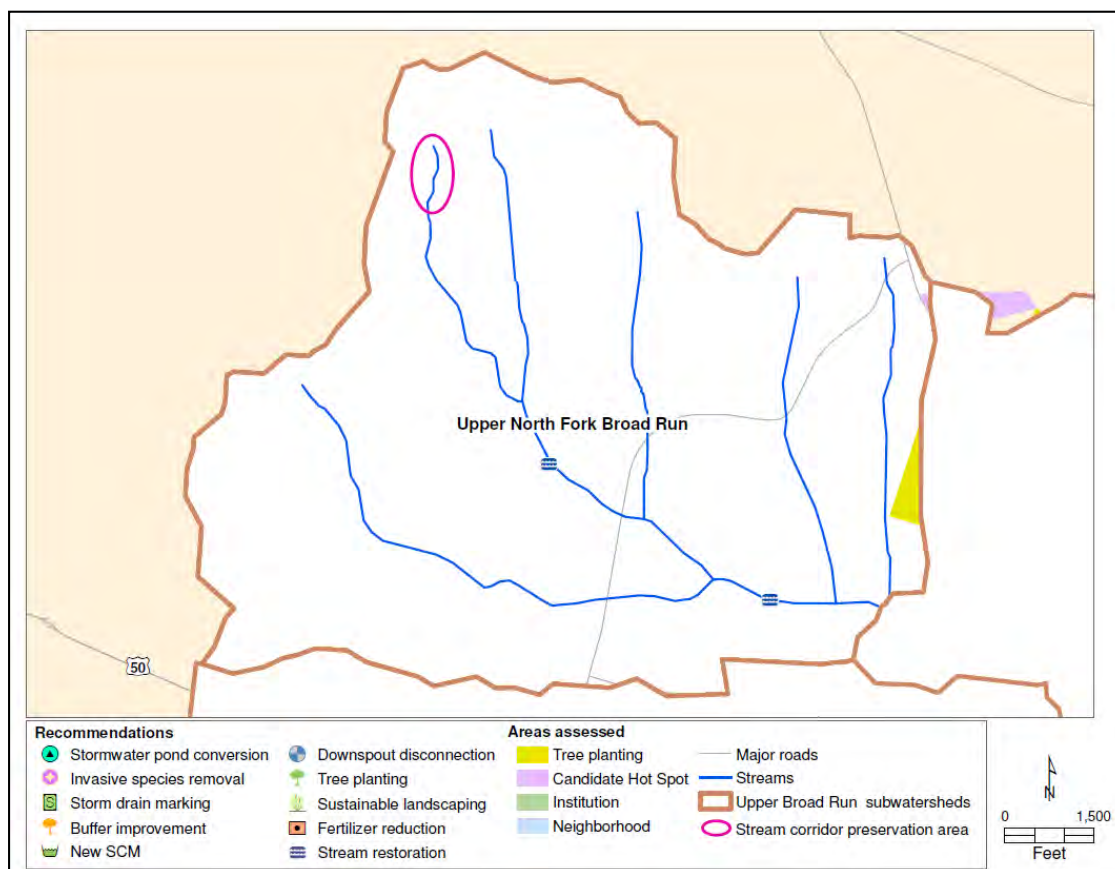 Upper North Fork Broad Run
50
Recommendations
Stormwater pond conversion
Invasive species removal
S
Storm drain marking
Buffer improvement
New SCM
Downspout disconnection
Tree planting
Sustainable landscaping
Fertilizer reduction
Stream restoration
Areas assessed
Tree planting
Candidate Hot Spot
Institution
Neighborhood
Major roads
Streams
Upper Broad Run subwatersheds
Stream corridor preservation area
N
0 1,500
Feet